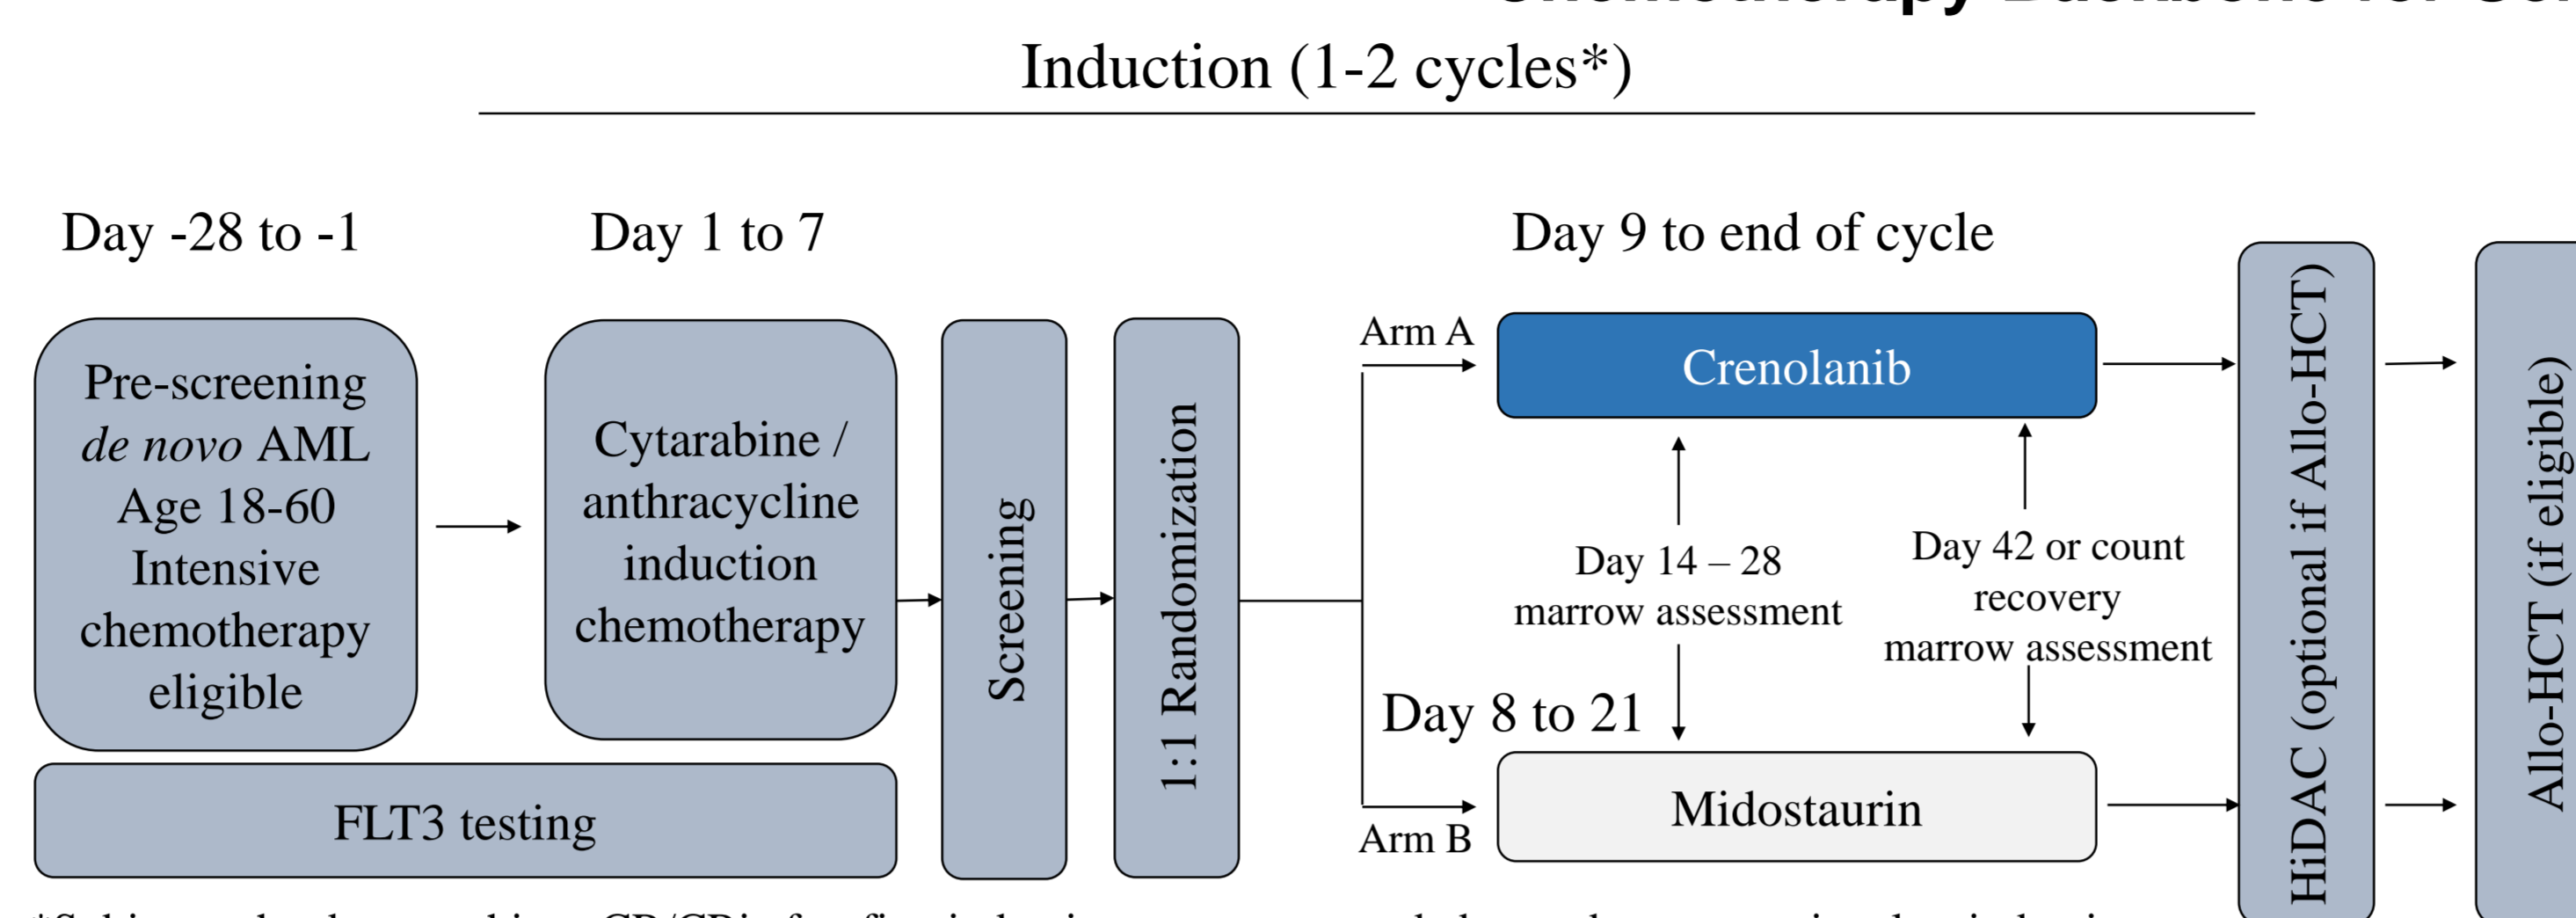 Chemotherapy Backbone for
Induction (1-2 cycles*)
Day -28 to -1
Day 1 to 7
Day 9 to end of cycle
Pre-screening
de novo AML
Age 18-60
Intensive
chemotherapy
eligible
Cytarabine /
anthracycline
induction
chemotherapy
FLT3 testing
Screening
1:1 Randomization
Arm A
Crenolanib
Day 14 – 28
marrow assessment
Day 42 or count
recovery
marrow assessment
Day 8 to 21
Arm B
Midostaurin
HiDAC (optional if Allo-HCT)
Allo-HCT (if eligible)